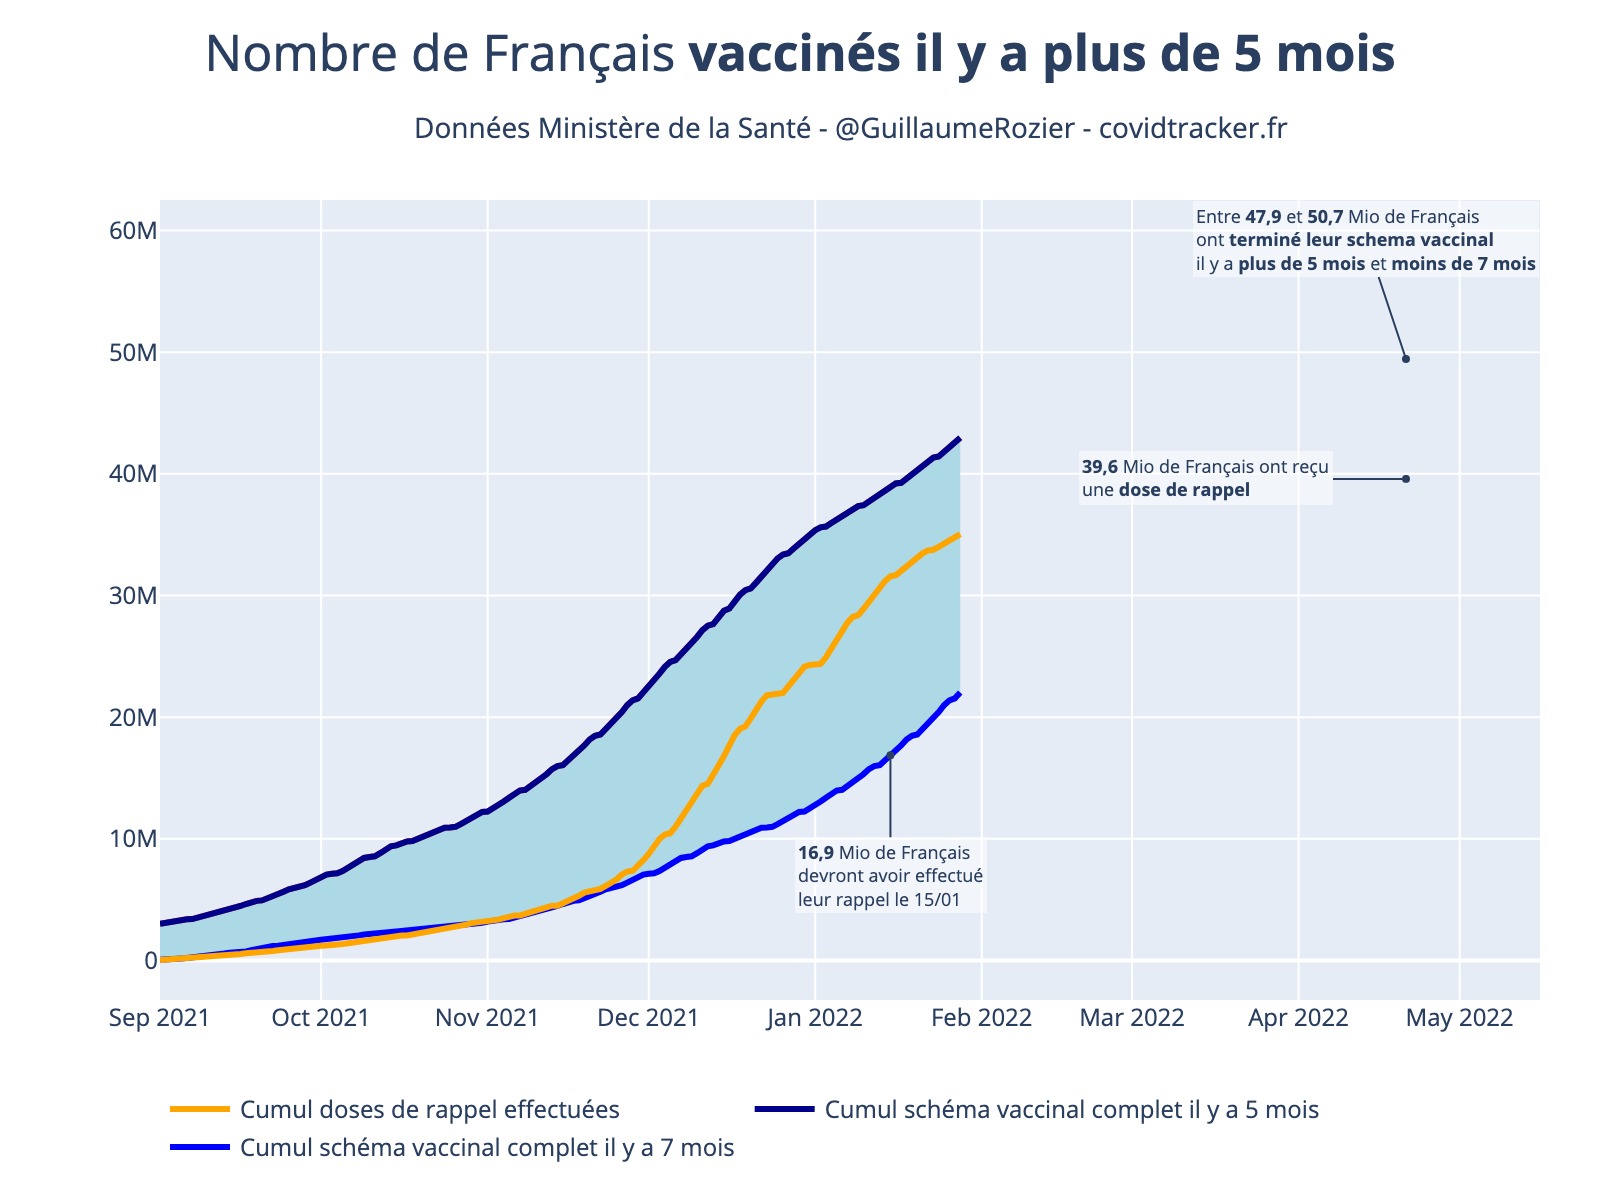 Nombre de Français vaccinés il y a plus de 5 mois
Données Ministère de la Santé - @GuillaumeRozier - covidtracker.fr
60M
50M
40M
30M
20M
10M
0
Entre 47,9 et 50,7 Mio de Français
ont terminé leur schema vaccinal
il y a plus de 5 mois et moins de 7 mois
39,6 Mio de Français ont reçu
une dose de rappel
16,9 Mio de Français
devront avoir effectué
leur rappel le 15/01
Sep 2021 Oct 2021 Nov 2021 Dec 2021 Jan 2022 Feb 2022 Mar 2022 Apr 2022 May 2022
Cumul doses de rappel effectuées Cumul schéma vaccinal complet il y a 5 mois
Cumul schéma vaccinal complet il y a 7 mois